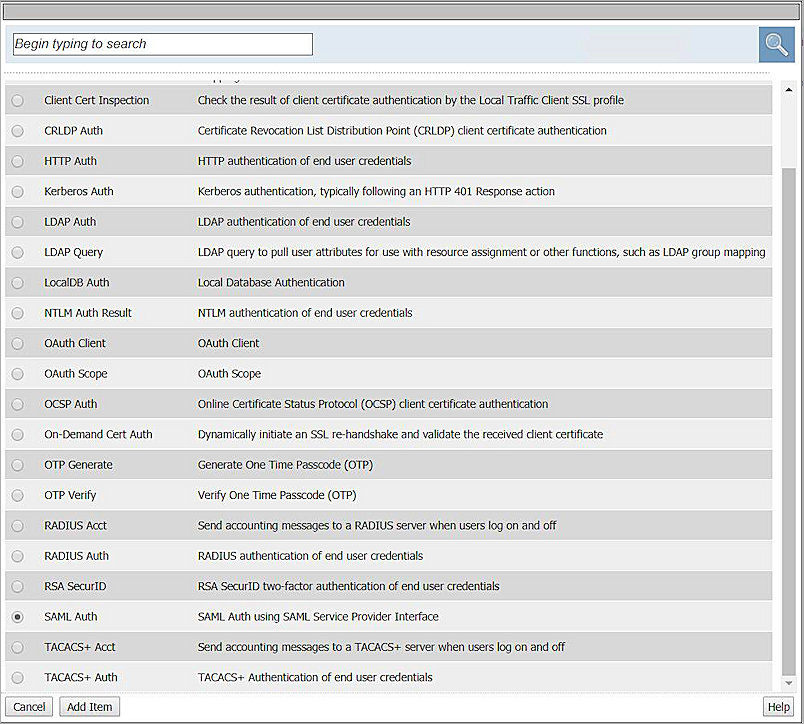 Begin typing to search
Client Cert Inspection Check the result of client certificate authentication by the Local Traffic Client SSL profile
CRLDP Auth Certificate Revocation List Distribution Point (CRLDP) client certificate authentication
HTTP Auth HTTP authentication of end user credentials
Kerberos Auth Kerberos authentication, typically following an HTTP 401 Response action
LDAP Auth LDAP authentication of end user credentials
LDAP Query LDAP query to pull user attributes for use with resource assignment or other functions, such as LDAP group mapping
LocalDB Auth Local Database Authentication
NTLM Auth Result NTLM authentication of end user credentials
OAuth Client OAuth Client
OAuth Scope OAuth Scope
OCSP Auth Online Certificate Status Protocol (OCSP) client certificate authentication
On-Demand Cert Auth Dynamically initiate an SSL re-handshake and validate the received client certificate
OTP Generate Generate One Time Passcode (OTP)
OTP Verify Verify One Time Passcode (OTP)
RADIUS Acct Send accounting messages to a RADIUS server when users log on and off
RADIUS Auth RADIUS authentication of end user credentials
RSA SecurID RSA SecurID two-factor authentication of end user credentials
SAML Auth SAML Auth using SAML Service Provider Interface
TACACS+ Acct Send accounting messages to a TACACS+ server when users log on and off
TACACS+ Auth TACACS+ Authentication of end user credentials
Cancel Add Item Help